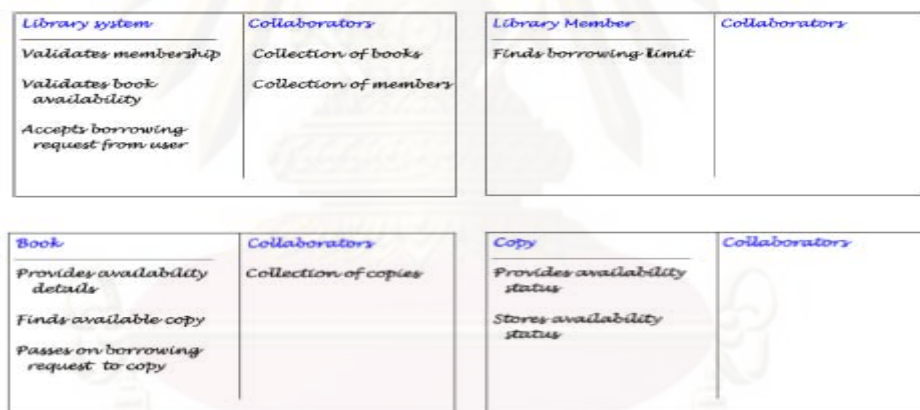 Library system
Collaborators
Validates membership
Collection of books
Validates book
availability
Collection of members
Accepts borrowing
request from user
Library Member
Collaborators
Finds borrowing limit
Book
Collaborators
Provides availability
details
Collection of copies
Finds available copy
Passes on borrowing
request to copy
Copy
Collaborators
Provides availability
status
Stores availability
status